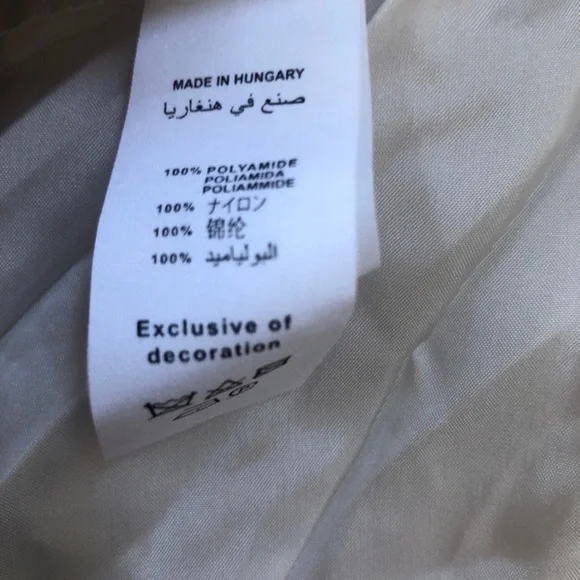 MADE IN HUNGARY
صنع في هنغاريا
100% POLYAMIDE
POLIAMIDA
POLIAMMIDE
100% ナイロン
100% 锦纶
100% البولياميد
Exclusive of
decoration